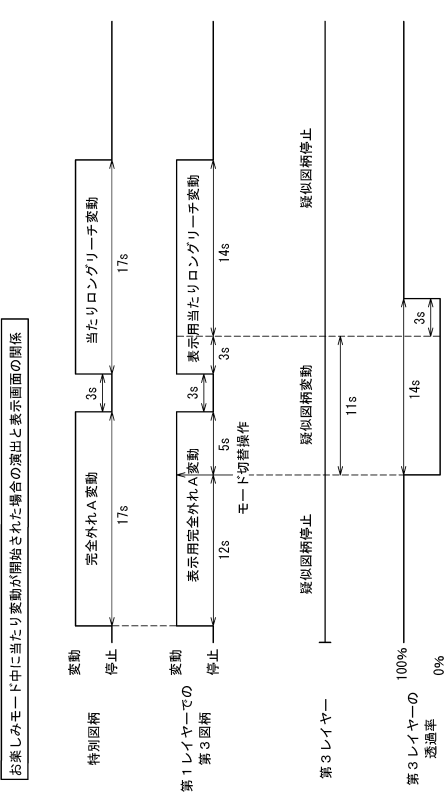 お楽しみモード中に当たり変動が開始された場合の演出と表示画面の関係
特別図柄
変動
停止
完全外れA変動
17s
3s
当たりロングリーチ変動
17s
第1レイヤーでの
第3図柄
変動
停止
表示用完全外れA変動
12s
5s
3s
3s
表示用当たりロングリーチ変動
14s
モード切替操作
第3レイヤー
疑似図柄停止
疑似図柄変動
疑似図柄停止
11s
第3レイヤーの
透過率
100%
0%
14s
3s